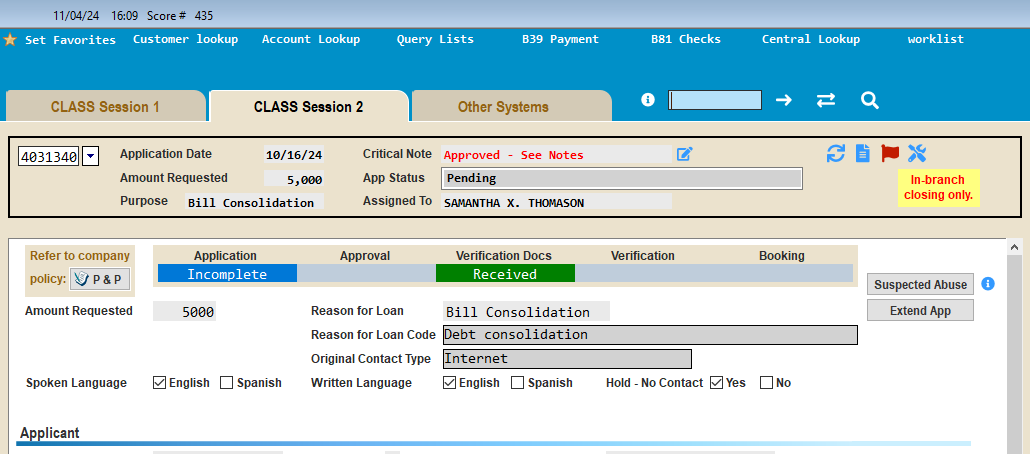 11/04/24 16:09 Score # 435
Set Favorites Customer lookup Account Lookup Query Lists B39 Payment B81 Checks Central Lookup worklist
CLASS Session 1 CLASS Session 2 Other Systems
4031340 Application Date 10/16/24 Critical Note Approved - See Notes
Amount Requested 5,000 App Status Pending
In-branch
closing only.
Purpose Bill Consolidation Assigned To SAMANTHA X. THOMASON
Refer to company
policy: P & P
Application Approval Verification Docs Verification Booking
Incomplete Received
Suspected Abuse
Extend App
Amount Requested 5000 Reason for Loan Bill Consolidation
Reason for Loan Code Debt consolidation
Original Contact Type Internet
Spoken Language English Spanish Written Language English Spanish Hold - No Contact Yes No
Applicant